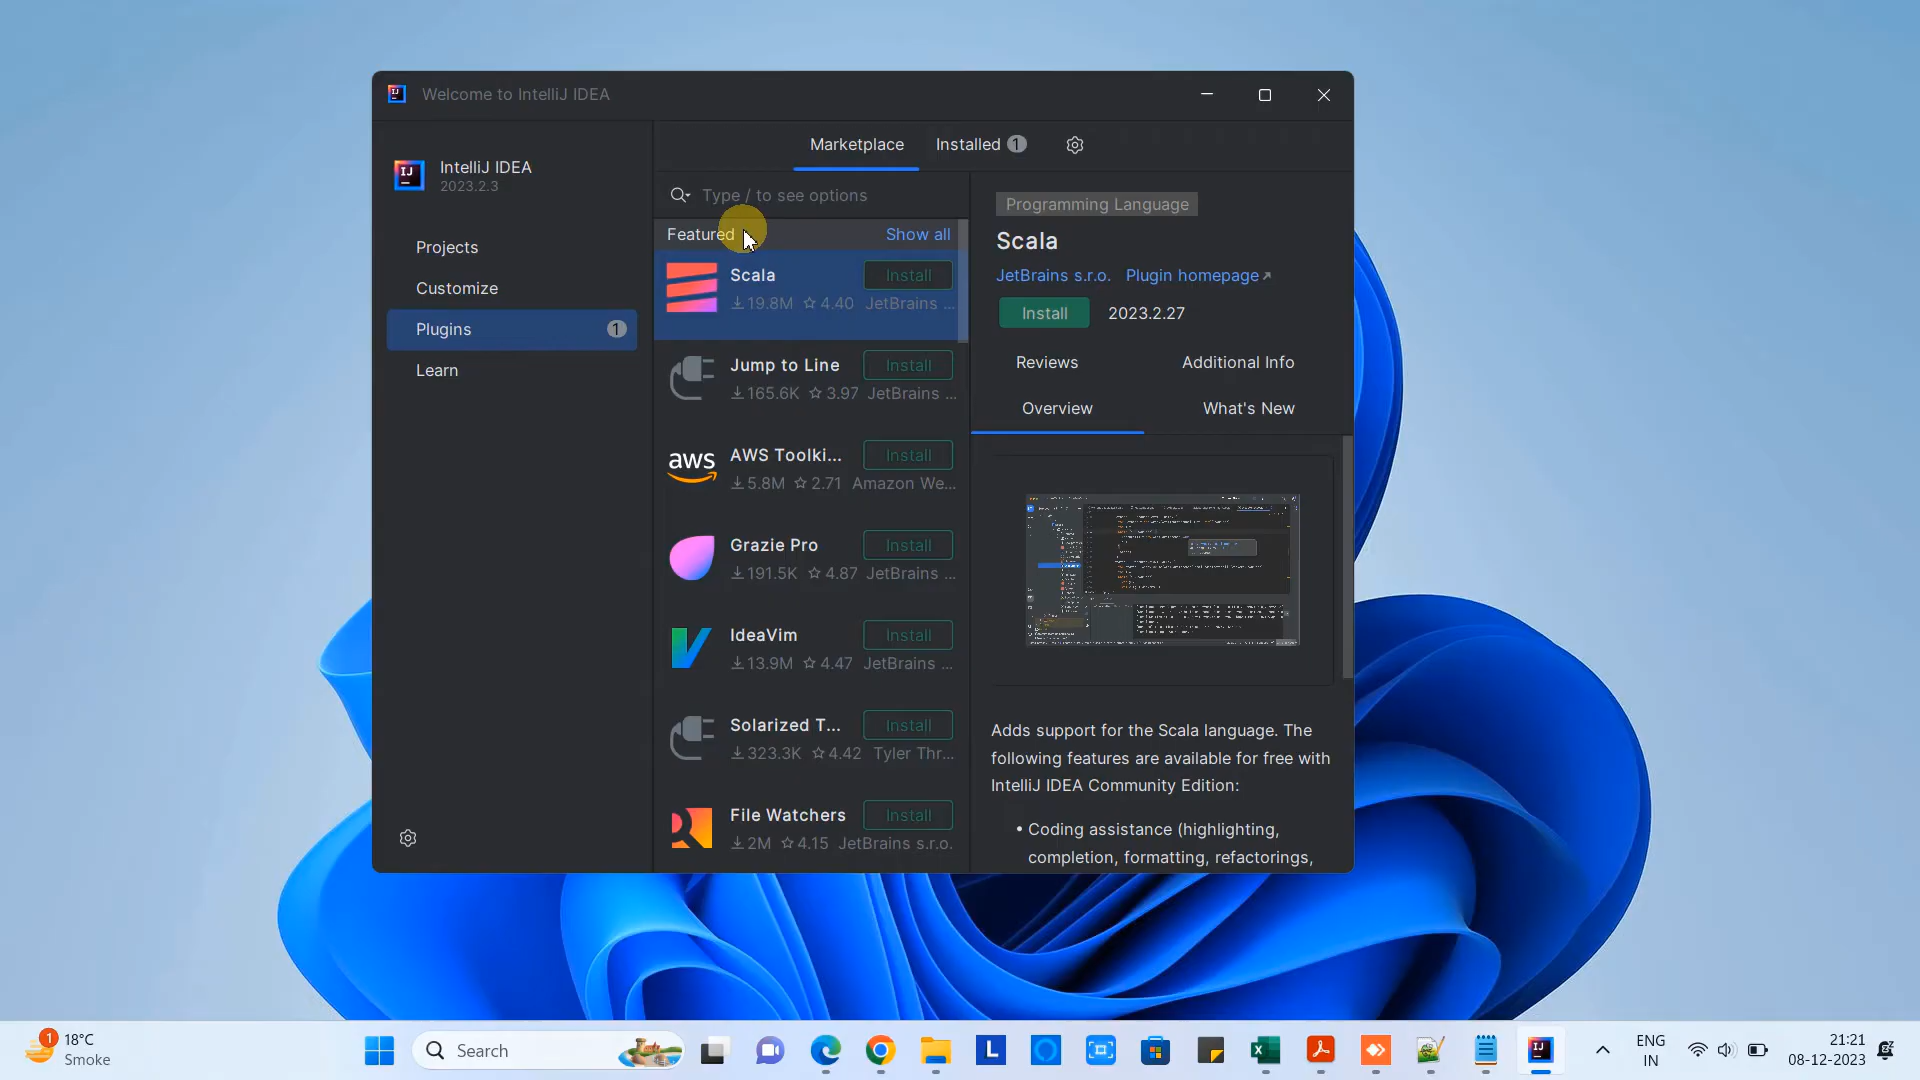 Welcome to IntelliJ IDEA
IntelliJ IDEA
2023.2.3
Projects
Customize
Plugins 1
Learn
Marketplace Installed 1
Type / to see options
Featured Show all
Scala Install
19.8M 4.40 JetBrains ...
Jump to Line Install
165.6K 3.97 JetBrains ...
aws AWS Toolki... Install
5.8M 2.71 Amazon We...
Grazie Pro Install
191.5K 4.87 JetBrains ...
IdeaVim Install
13.9M 4.47 JetBrains ...
Solarized T... Install
323.3K 4.42 Tyler Thr...
File Watchers Install
2M 4.15 JetBrains s.r.o.
Programming Language
Scala
JetBrains s.r.o. Plugin homepage
Install 2023.2.27
Reviews Additional Info
Overview What's New
Adds support for the Scala language. The
following features are available for free with
IntelliJ IDEA Community Edition:
• Coding assistance (highlighting,
completion, formatting, refactorings,
1 18°C
Smoke
Search
ENG
IN
21:21
08-12-2023